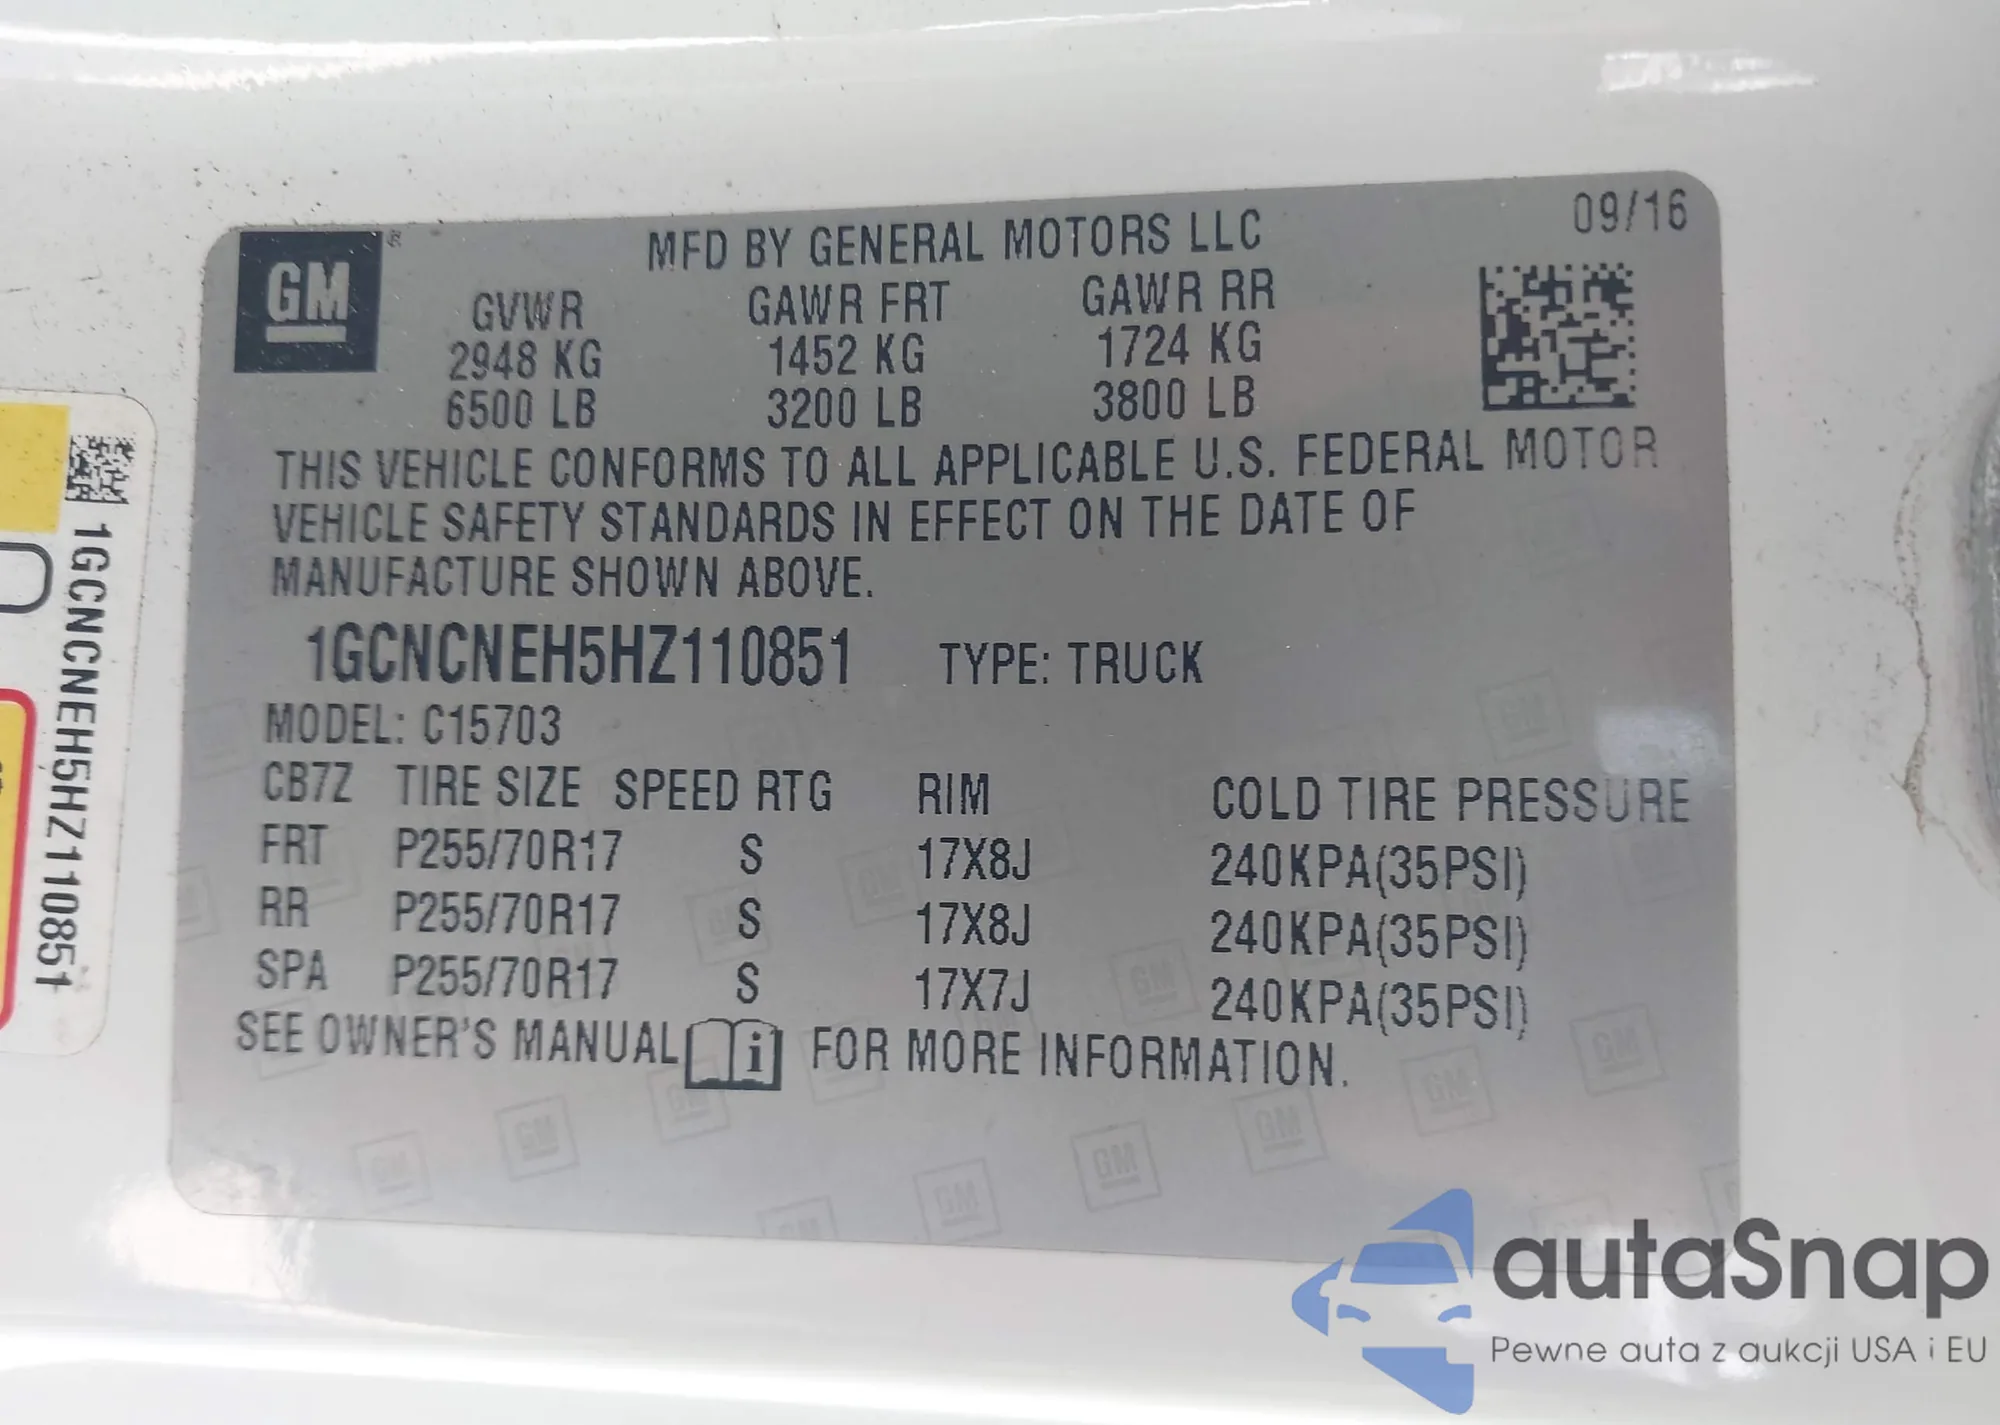 GM
®
MFD BY GENERAL MOTORS LLC
09/16
GVWR GAWR FRT GAWR RR
2948 KG 1452 KG 1724 KG
6500 LB 3200 LB 3800 LB
THIS VEHICLE CONFORMS TO ALL APPLICABLE U.S. FEDERAL MOTOR
VEHICLE SAFETY STANDARDS IN EFFECT ON THE DATE OF
MANUFACTURE SHOWN ABOVE.
1GCNCNEH5HZ110851 TYPE: TRUCK
MODEL: C15703
CB7Z TIRE SIZE SPEED RTG RIM COLD TIRE PRESSURE
FRT P255/70R17 S 17X8J 240KPA(35PSI)
RR P255/70R17 S 17X8J 240KPA(35PSI)
SPA P255/70R17 S 17X7J 240KPA(35PSI)
SEE OWNER'S MANUAL i FOR MORE INFORMATION.
1GCNCNEH5HZ110851
autaSnap
Pewne auta z aukcji USA i EU